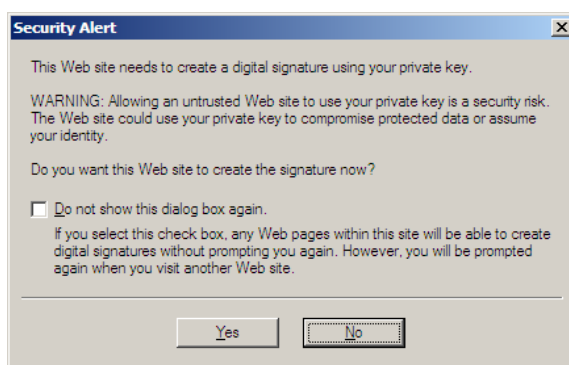 Security Alert
This Web site needs to create a digital signature using your private key.
WARNING: Allowing an untrusted Web site to use your private key is a security risk.
The Web site could use your private key to compromise protected data or assume
your identity.
Do you want this Web site to create the signature now?
Do not show this dialog box again.
If you select this check box, any Web pages within this site will be able to create
digital signatures without prompting you again. However, you will be prompted
again when you visit another Web site.
Yes No